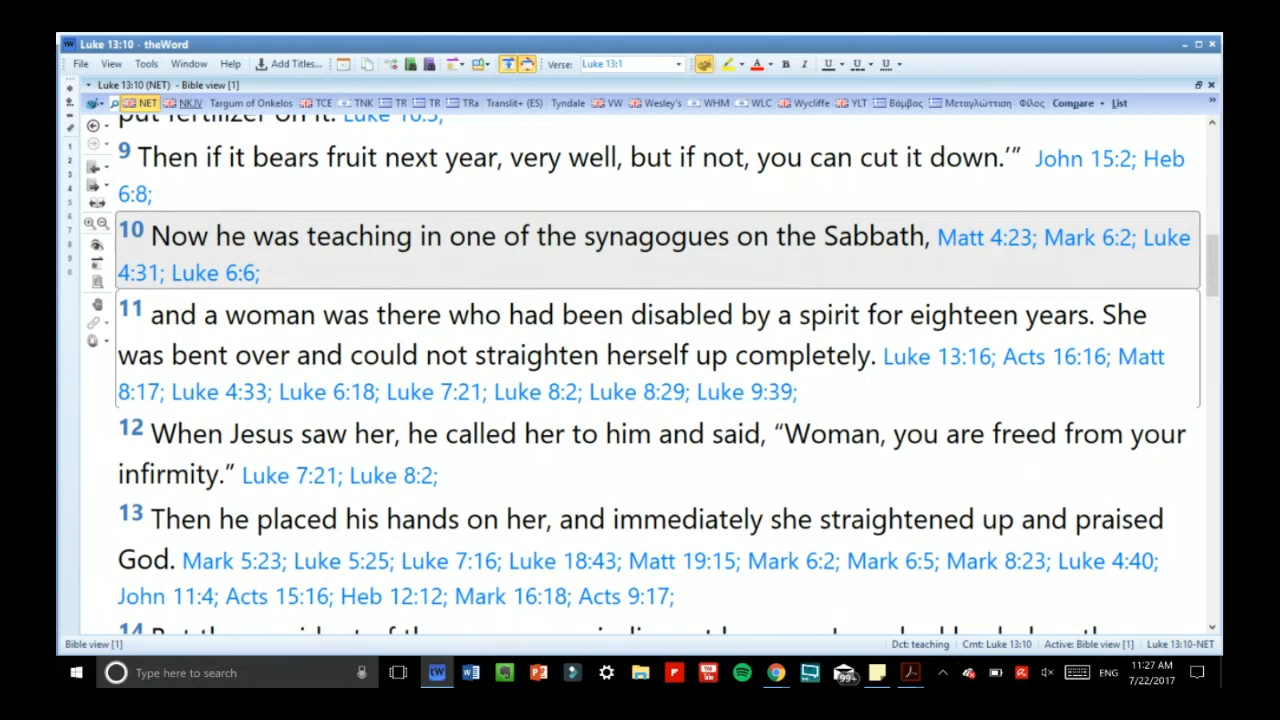 Luke 13:10 - theWord
File View Tools Window Help Add Titles... Verse: Luke 13:1 A B I U U U
Luke 13:10 (NET) - Bible view [1]
NET NKJV Targum of Onkelos TCE TNK TR TR TRa Translit+ (ES) Tyndale VW Wesley's WHM WLC Wycliffe YLT Βάμβας Μεταγλώττιση Φίλος Compare List
put fertilizer on it. Luke
9 Then if it bears fruit next year, very well, but if not, you can cut it down.’” John 15:2; Heb
6:8;
10 Now he was teaching in one of the synagogues on the Sabbath, Matt 4:23; Mark 6:2; Luke
4:31; Luke 6:6;
11 and a woman was there who had been disabled by a spirit for eighteen years. She
was bent over and could not straighten herself up completely. Luke 13:16; Acts 16:16; Matt
8:17; Luke 4:33; Luke 6:18; Luke 7:21; Luke 8:2; Luke 8:29; Luke 9:39;
12 When Jesus saw her, he called her to him and said, “Woman, you are freed from your
infirmity.” Luke 7:21; Luke 8:2;
13 Then he placed his hands on her, and immediately she straightened up and praised
God. Mark 5:23; Luke 5:25; Luke 7:16; Luke 18:43; Matt 19:15; Mark 6:2; Mark 6:5; Mark 8:23; Luke 4:40;
John 11:4; Acts 15:16; Heb 12:12; Mark 16:18; Acts 9:17;
14
Bible view [1] Dct: teaching Cmt: Luke 13:10 Active: Bible view [1] Luke 13:10-NET
Type here to search 99+ ENG 11:27 AM
7/22/2017